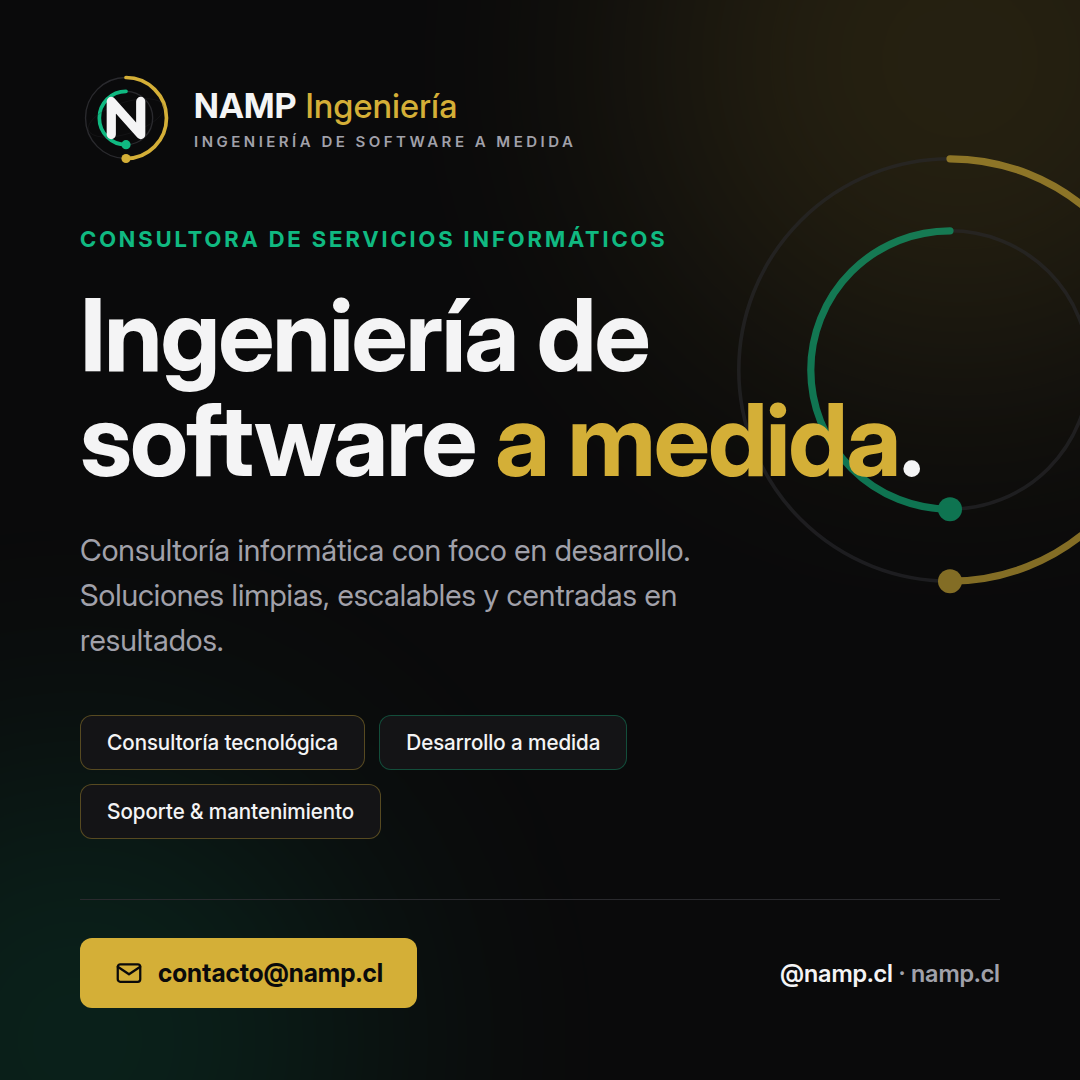 N
NAMP Ingeniería
INGENIERÍA DE SOFTWARE A MEDIDA
CONSULTORA DE SERVICIOS INFORMÁTICOS
Ingeniería de
software a medida.
Consultoría informática con foco en desarrollo.
Soluciones limpias, escalables y centradas en
resultados.
Consultoría tecnológica
Desarrollo a medida
Soporte & mantenimiento
contacto@namp.cl
@namp.cl · namp.cl